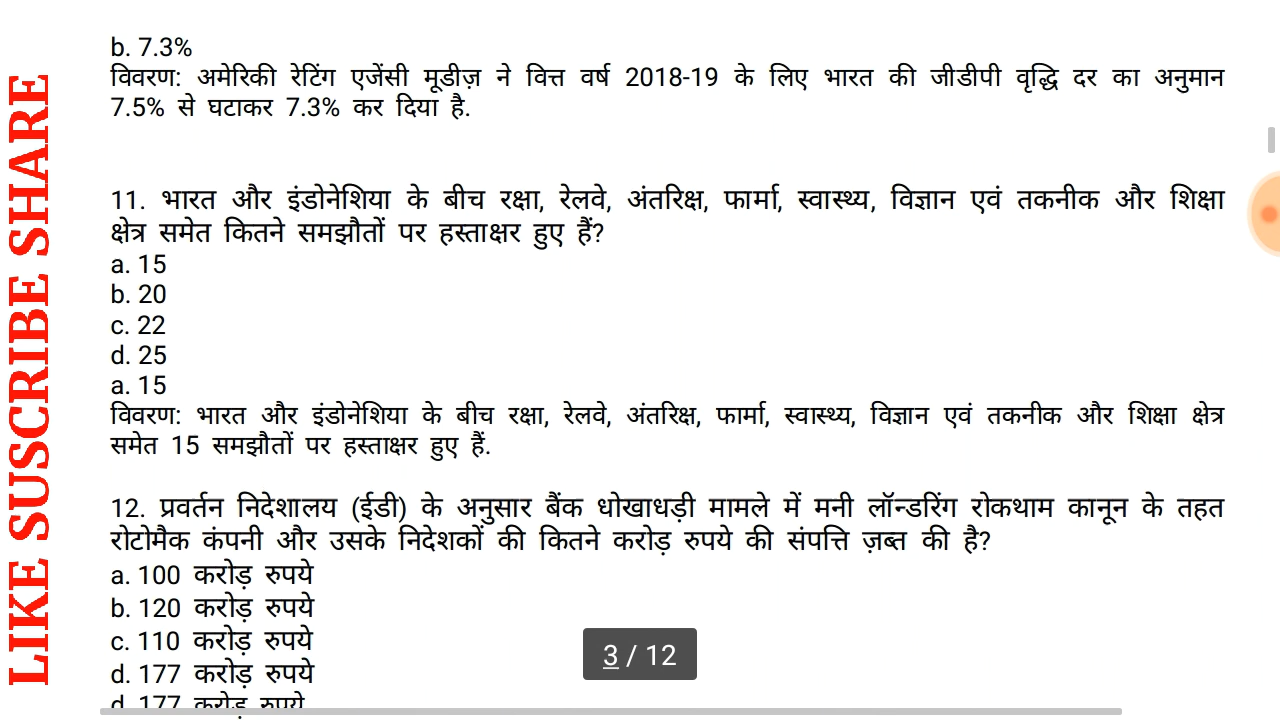 LIKE SUSCRIBE SHARE
b. 7.3%
विवरण: अमेरिकी रेटिंग एजेंसी मूडीज़ ने वित्त वर्ष 2018-19 के लिए भारत की जीडीपी वृद्धि दर का अनुमान
7.5% से घटाकर 7.3% कर दिया है.
11. भारत और इंडोनेशिया के बीच रक्षा, रेलवे, अंतरिक्ष, फार्मा, स्वास्थ्य, विज्ञान एवं तकनीक और शिक्षा
क्षेत्र समेत कितने समझौतों पर हस्ताक्षर हुए हैं?
a. 15
b. 20
c. 22
d. 25
a. 15
विवरण: भारत और इंडोनेशिया के बीच रक्षा, रेलवे, अंतरिक्ष, फार्मा, स्वास्थ्य, विज्ञान एवं तकनीक और शिक्षा क्षेत्र
समेत 15 समझौतों पर हस्ताक्षर हुए हैं.
12. प्रवर्तन निदेशालय (ईडी) के अनुसार बैंक धोखाधड़ी मामले में मनी लॉन्डरिंग रोकथाम कानून के तहत
रोटोमैक कंपनी और उसके निदेशकों की कितने करोड़ रुपये की संपत्ति ज़ब्त की है?
a. 100 करोड़ रुपये
b. 120 करोड़ रुपये
c. 110 करोड़ रुपये
d. 177 करोड़ रुपये
d. 177 करोड़ रुपये
3 / 12